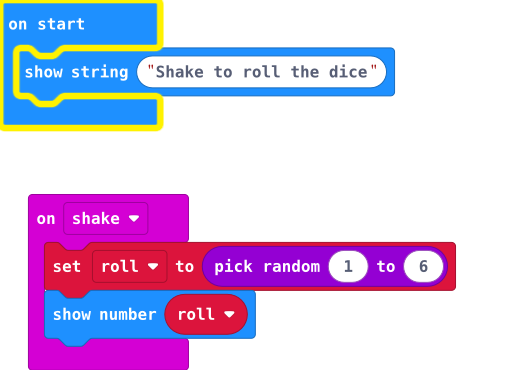 on start
show string "Shake to roll the dice"
on shake
set roll to pick random 1 to 6
show number roll